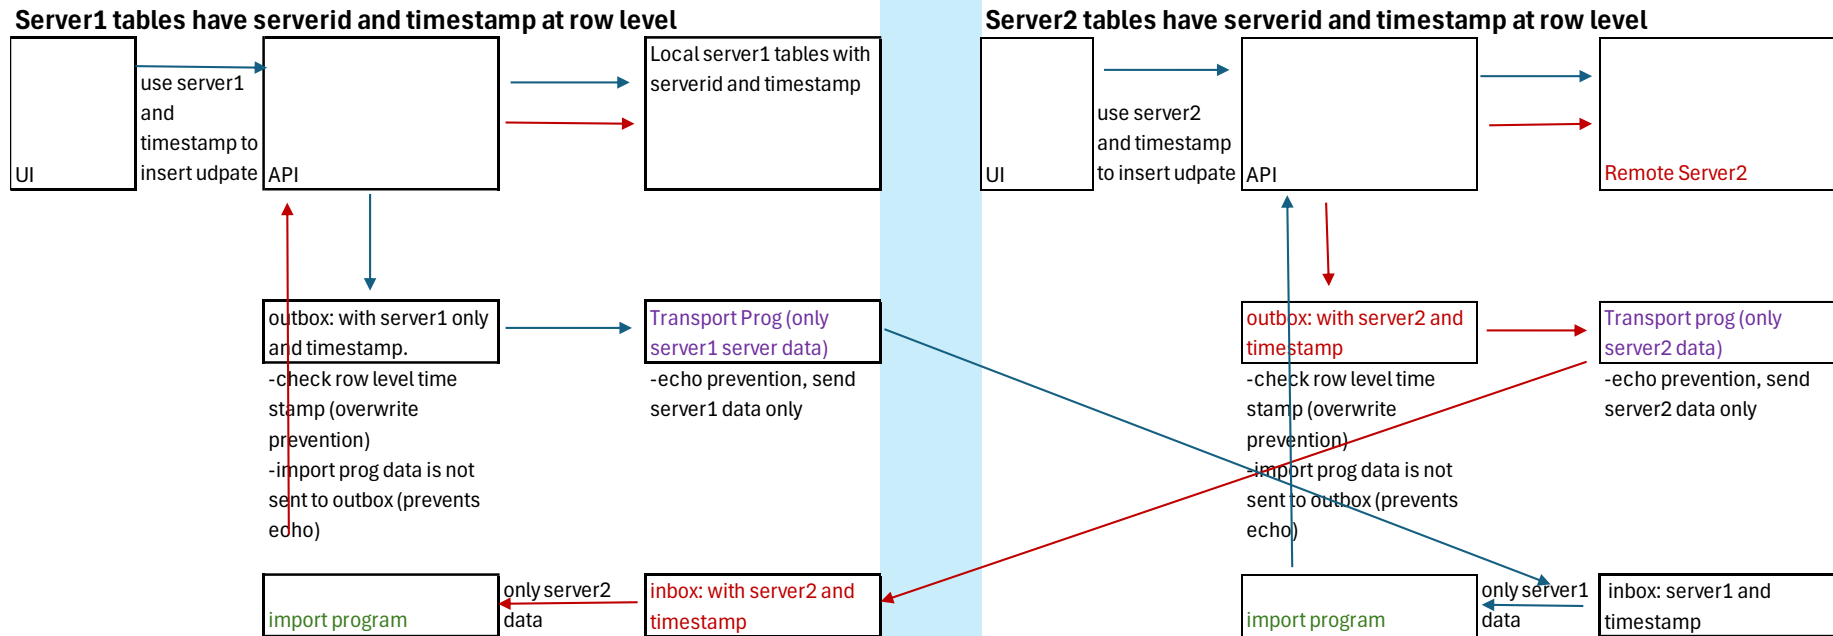 Server1 tables have serverid and timestamp at row level
UI
use server1
and
timestamp to
insert udpate
API
Local server1 tables with
serverid and timestamp
outbox: with server1 only
and timestamp.
-check row level time
stamp (overwrite
prevention)
-import prog data is not
sent to outbox (prevents
echo)
Transport Prog (only
server1 server data)
-echo prevention, send
server1 data only
import program
only server2
data
inbox: with server2 and
timestamp
Server2 tables have serverid and timestamp at row level
UI
use server2
and timestamp
to insert udpate
API
Remote Server2
outbox: with server2 and
timestamp
-check row level time
stamp (overwrite
prevention)
-import prog data is not
sent to outbox (prevents
echo)
Transport prog (only
server2 data)
-echo prevention, send
server2 data only
import program
only server1
data
inbox: server1 and
timestamp